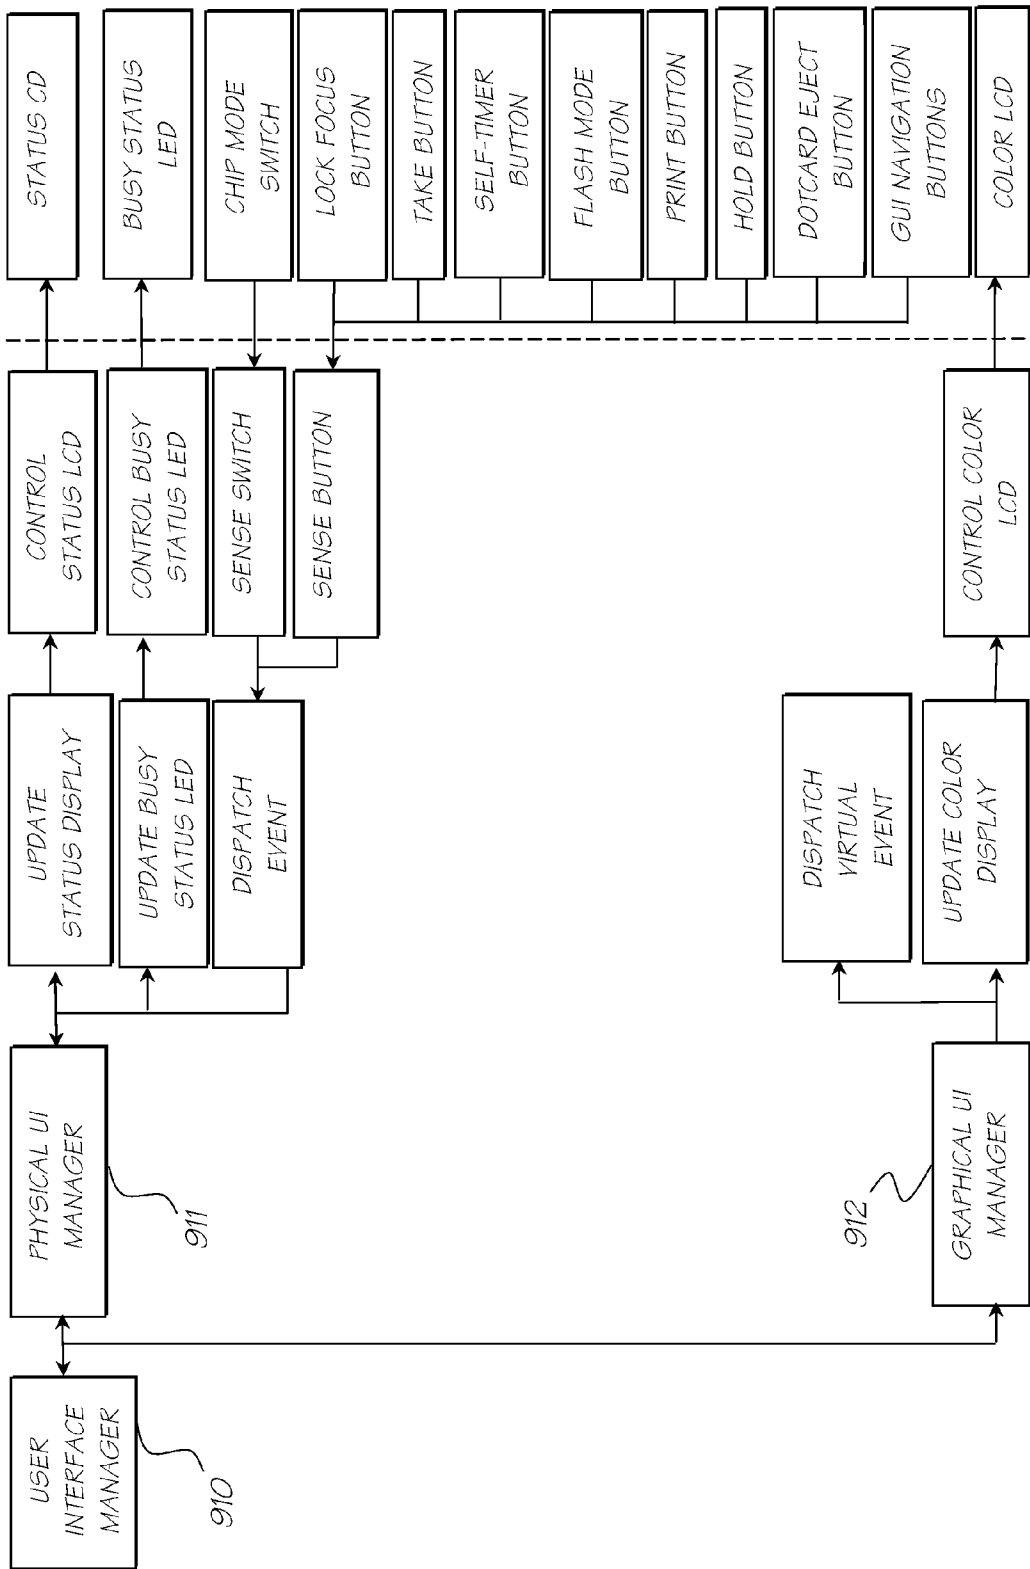 USER
INTERFACE
MANAGER
910
PHYSICAL UI
MANAGER
911
UPDATE
STATUS DISPLAY
CONTROL
STATUS LCD
STATUS CD
UPDATE BUSY
STATUS LED
CONTROL BUSY
STATUS LED
BUSY STATUS
LED
DISPATCH
EVENT
SENSE SWITCH
CHIP MODE
SWITCH
SENSE BUTTON
LOCK FOCUS
BUTTON
TAKE BUTTON
SELF-TIMER
BUTTON
FLASH MODE
BUTTON
PRINT BUTTON
HOLD BUTTON
DOTCARD EJECT
BUTTON
GUI NAVIGATION
BUTTONS
912
GRAPHICAL UI
MANAGER
DISPATCH
VIRTUAL
EVENT
UPDATE COLOR
DISPLAY
CONTROL COLOR
LCD
COLOR LCD